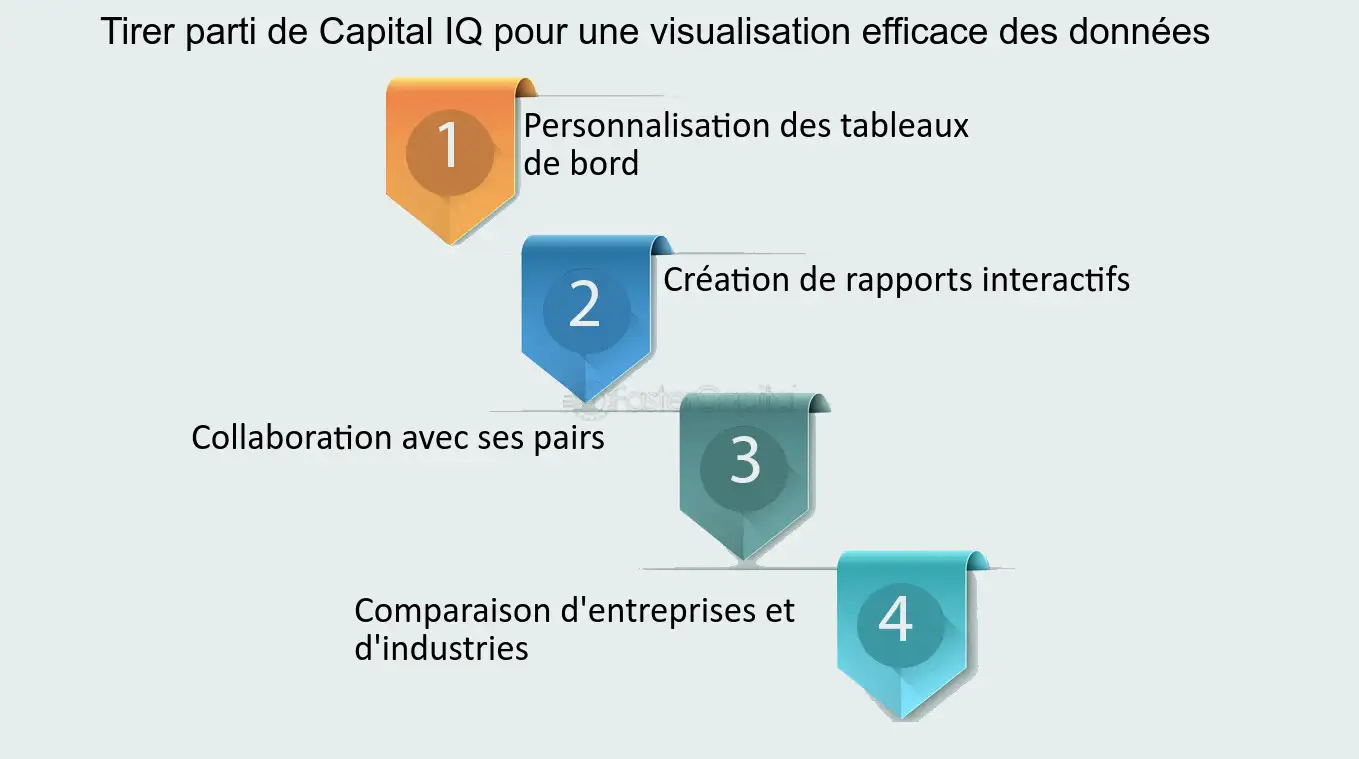 Tirer parti de Capital IQ pour une visualisation efficace des données
1
Personnalisation des tableaux
de bord
2
Création de rapports interactifs
FasterCapital
Collaboration avec ses pairs
3
Comparaison d'entreprises et
d'industries
4